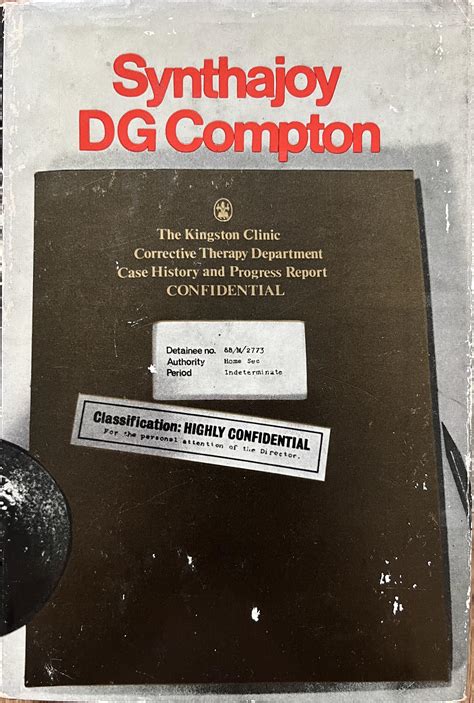 Synthajoy
DG Compton
The Kingston Clinic
Corrective Therapy Department
Case History and Progress Report
CONFIDENTIAL
Detainee no. 88/M/2773
Authority Home Sec
Period Indeterminate
Classification: HIGHLY CONFIDENTIAL
For the personal attention of the Director.